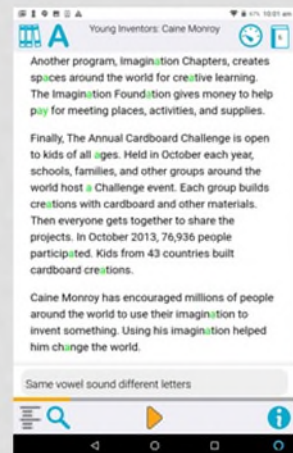 67% 10:01 am
A
Young Inventors: Caine Monroy
Another program, Imagination Chapters, creates
spaces around the world for creative learning.
The Imagination Foundation gives money to help
pay for meeting places, activities, and supplies.
Finally, The Annual Cardboard Challenge is open
to kids of all ages. Held in October each year,
schools, families, and other groups around the
world host a Challenge event. Each group builds
creations with cardboard and other materials.
Then everyone gets together to share the
projects. In October 2013, 76,936 people
participated. Kids from 43 countries built
cardboard creations.
Caine Monroy has encouraged millions of people
around the world to use their imagination to
invent something. Using his imagination helped
him change the world.
Same vowel sound different letters